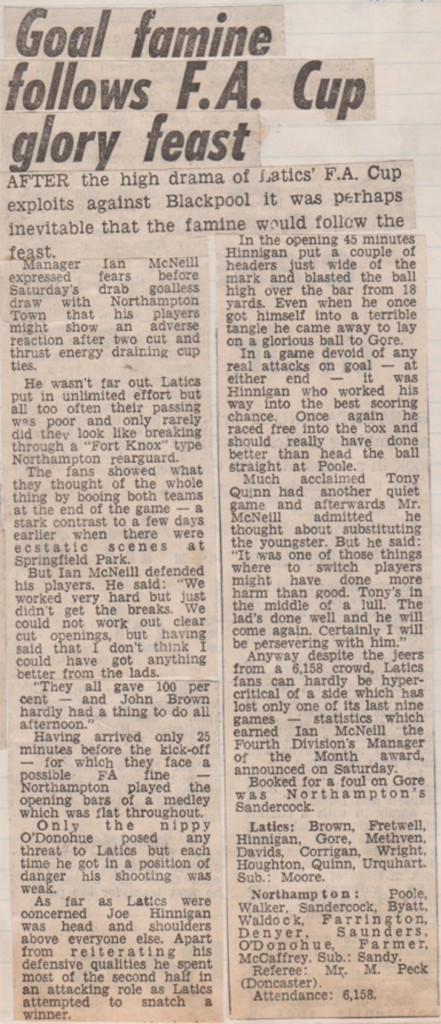 Goal famine
follows F.A. Cup
glory feast
AFTER the high drama of Latics' F.A. Cup
exploits against Blackpool it was perhaps
inevitable that the famine would follow the
feast.
Manager Ian McNeill
expressed fears before
Saturday's drab goalless
draw with Northampton
Town that his players
might show an adverse
reaction after two cut and
thrust energy draining cup
ties.
He wasn't far out. Latics
put in unlimited effort but
all too often their passing
was poor and only rarely
did they look like breaking
through a "Fort Knox" type
Northampton rearguard.
The fans showed what
they thought of the whole
thing by booing both teams
at the end of the game — a
stark contrast to a few days
earlier when there were
ecstatic scenes at
Springfield Park.
But Ian McNeill defended
his players. He said: "We
worked very hard but just
didn't get the breaks. We
could not work out clear
cut openings, but having
said that I don't think I
could have got anything
better from the lads.
"They all gave 100 per
cent — and John Brown
hardly had a thing to do all
afternoon."
Having arrived only 25
minutes before the kick-off
— for which they face a
possible FA fine —
Northampton played the
opening bars of a medley
which was flat throughout.
Only the nippy
O'Donohue posed any
threat to Latics but each
time he got in a position of
danger his shooting was
weak.
As far as Latics were
concerned Joe Hinnigan
was head and shoulders
above everyone else. Apart
from reiterating his
defensive qualities he spent
most of the second half in
an attacking role as Latics
attempted to snatch a
winner.
In the opening 45 minutes
Hinnigan put a couple of
headers just wide of the
mark and blasted the ball
high over the bar from 18
yards. Even when he once
got himself into a terrible
tangle he came away to lay
on a glorious ball to Gore.
In a game devoid of any
real attacks on goal — at
either end — it was
Hinnigan who worked his
way into the best scoring
chance. Once again he
raced free into the box and
should really have done
better than head the ball
straight at Poole.
Much acclaimed Tony
Quinn had another quiet
game and afterwards Mr.
McNeill admitted he
thought about substituting
the youngster. But he said:
"It was one of those things
where to switch players
might have done more
harm than good. Tony's in
the middle of a lull. The
lad's done well and he will
come again. Certainly I will
be persevering with him."
Anyway despite the jeers
from a 6,158 crowd, Latics
fans can hardly be hyper-
critical of a side which has
lost only one of its last nine
games — statistics which
earned Ian McNeill the
Fourth Division's Manager
of the Month award,
announced on Saturday.
Booked for a foul on Gore
was Northampton's
Sandercock.
Latics: Brown, Fretwell,
Hinnigan, Gore, Methven,
Davids, Corrigan, Wright,
Houghton, Quinn, Urquhart.
Sub.: Moore.
Northampton: Poole,
Walker, Sandercock, Byatt,
Waldock, Farrington,
Denyer, Saunders,
O'Donohue, Farmer,
McCaffrey. Sub.: Sandy.
Referee: Mr. M. Peck
(Doncaster).
Attendance: 6,158.